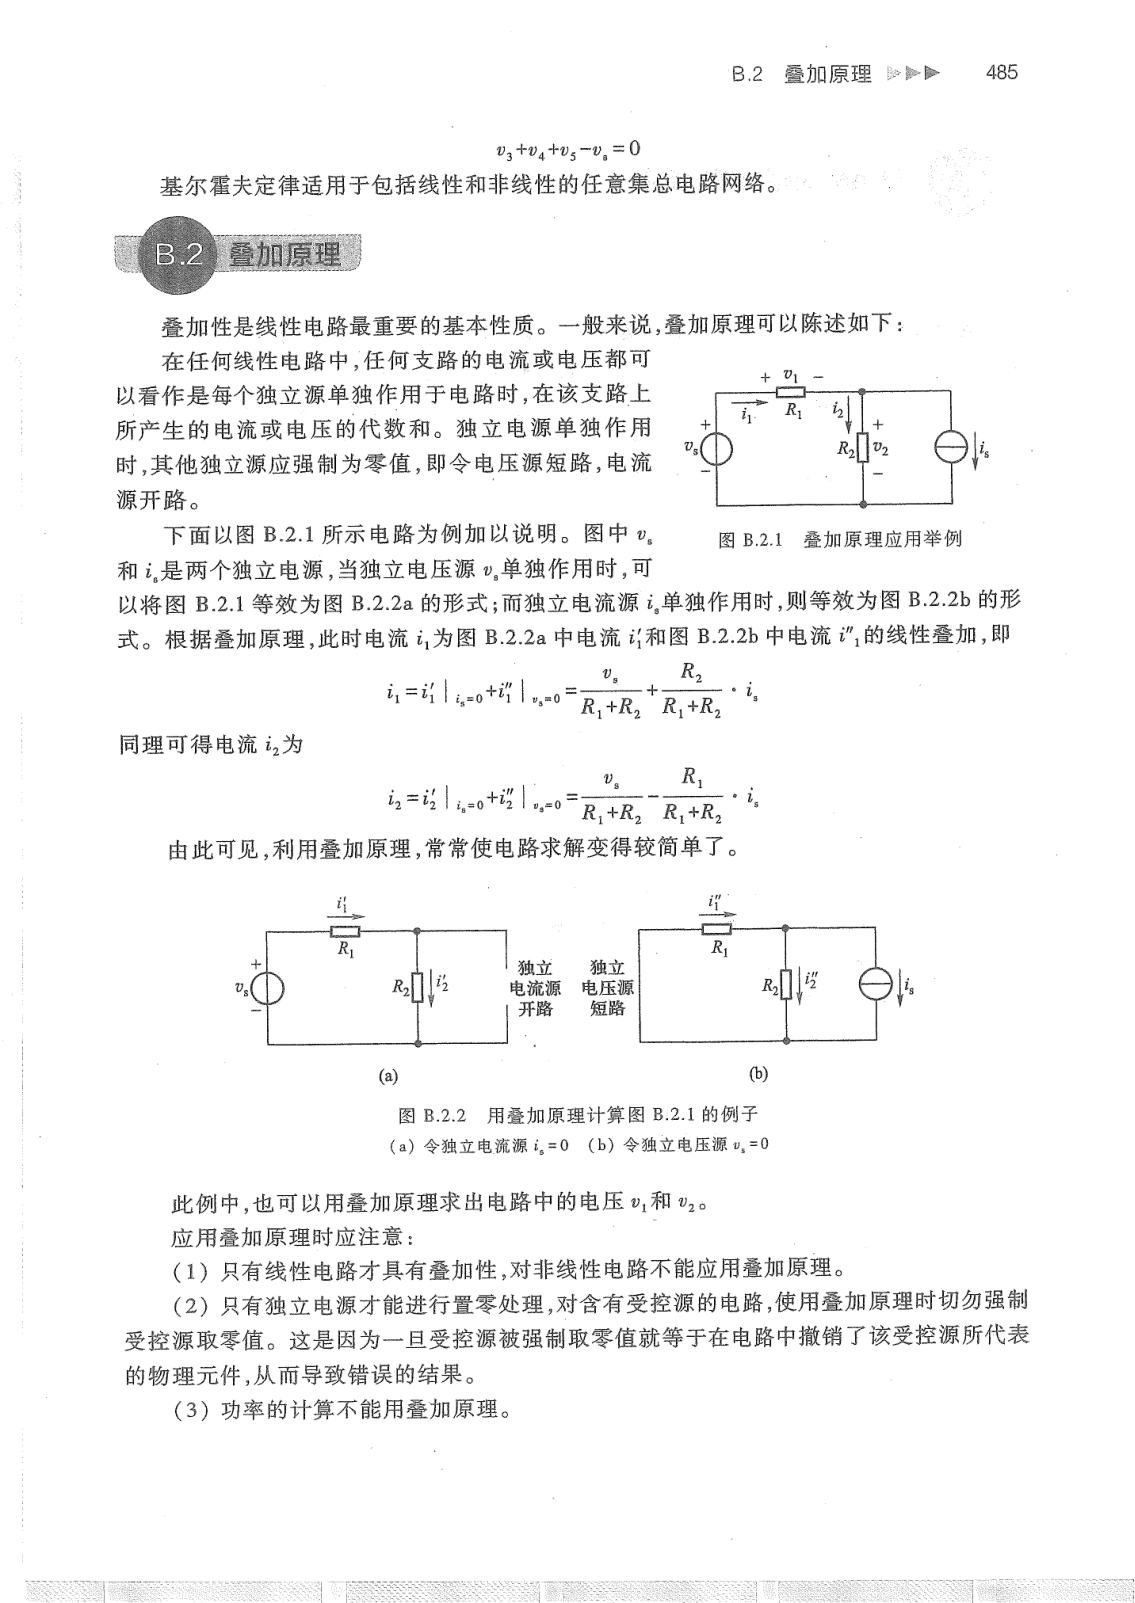 B.2 叠加原理 485
v₃+v₄+v₅-vₛ=0
基尔霍夫定律适用于包括线性和非线性的任意集总电路网络。
B.2 叠加原理
叠加性是线性电路最重要的基本性质。一般来说,叠加原理可以陈述如下:
在任何线性电路中,任何支路的电流或电压都可
以看作是每个独立源单独作用于电路时,在该支路上
所产生的电流或电压的代数和。独立电源单独作用
时,其他独立源应强制为零值,即令电压源短路,电流
源开路。
+ v₁ -
i₁ R₁ i₂
+ +
vₛ R₂ v₂ iₛ
- -
图 B.2.1 叠加原理应用举例
下面以图 B.2.1 所示电路为例加以说明。图中 vₛ
和 iₛ是两个独立电源,当独立电压源 vₛ单独作用时,可
以将图 B.2.1 等效为图 B.2.2a 的形式;而独立电流源 iₛ单独作用时,则等效为图 B.2.2b 的形
式。根据叠加原理,此时电流 i₁为图 B.2.2a 中电流 i′₁和图 B.2.2b 中电流 i″₁的线性叠加,即
i₁=i′₁|iₛ=0+i″₁|vₛ=0=vₛ/(R₁+R₂)+R₂/(R₁+R₂)·iₛ
同理可得电流 i₂为
i₂=i′₂|iₛ=0+i″₂|vₛ=0=vₛ/(R₁+R₂)-R₁/(R₁+R₂)·iₛ
由此可见,利用叠加原理,常常使电路求解变得较简单了。
i′₁
R₁
+
vₛ
-
R₂ i′₂
独立
电流源
开路
(a)
独立
电压源
短路
i″₁
R₁
R₂ i″₂
iₛ
(b)
图 B.2.2 用叠加原理计算图 B.2.1 的例子
(a) 令独立电流源 iₛ=0 (b) 令独立电压源 vₛ=0
此例中,也可以用叠加原理求出电路中的电压 v₁和 v₂。
应用叠加原理时应注意:
(1) 只有线性电路才具有叠加性,对非线性电路不能应用叠加原理。
(2) 只有独立电源才能进行置零处理,对含有受控源的电路,使用叠加原理时切勿强制
受控源取零值。这是因为一旦受控源被强制取零值就等于在电路中撤销了该受控源所代表
的物理元件,从而导致错误的结果。
(3) 功率的计算不能用叠加原理。